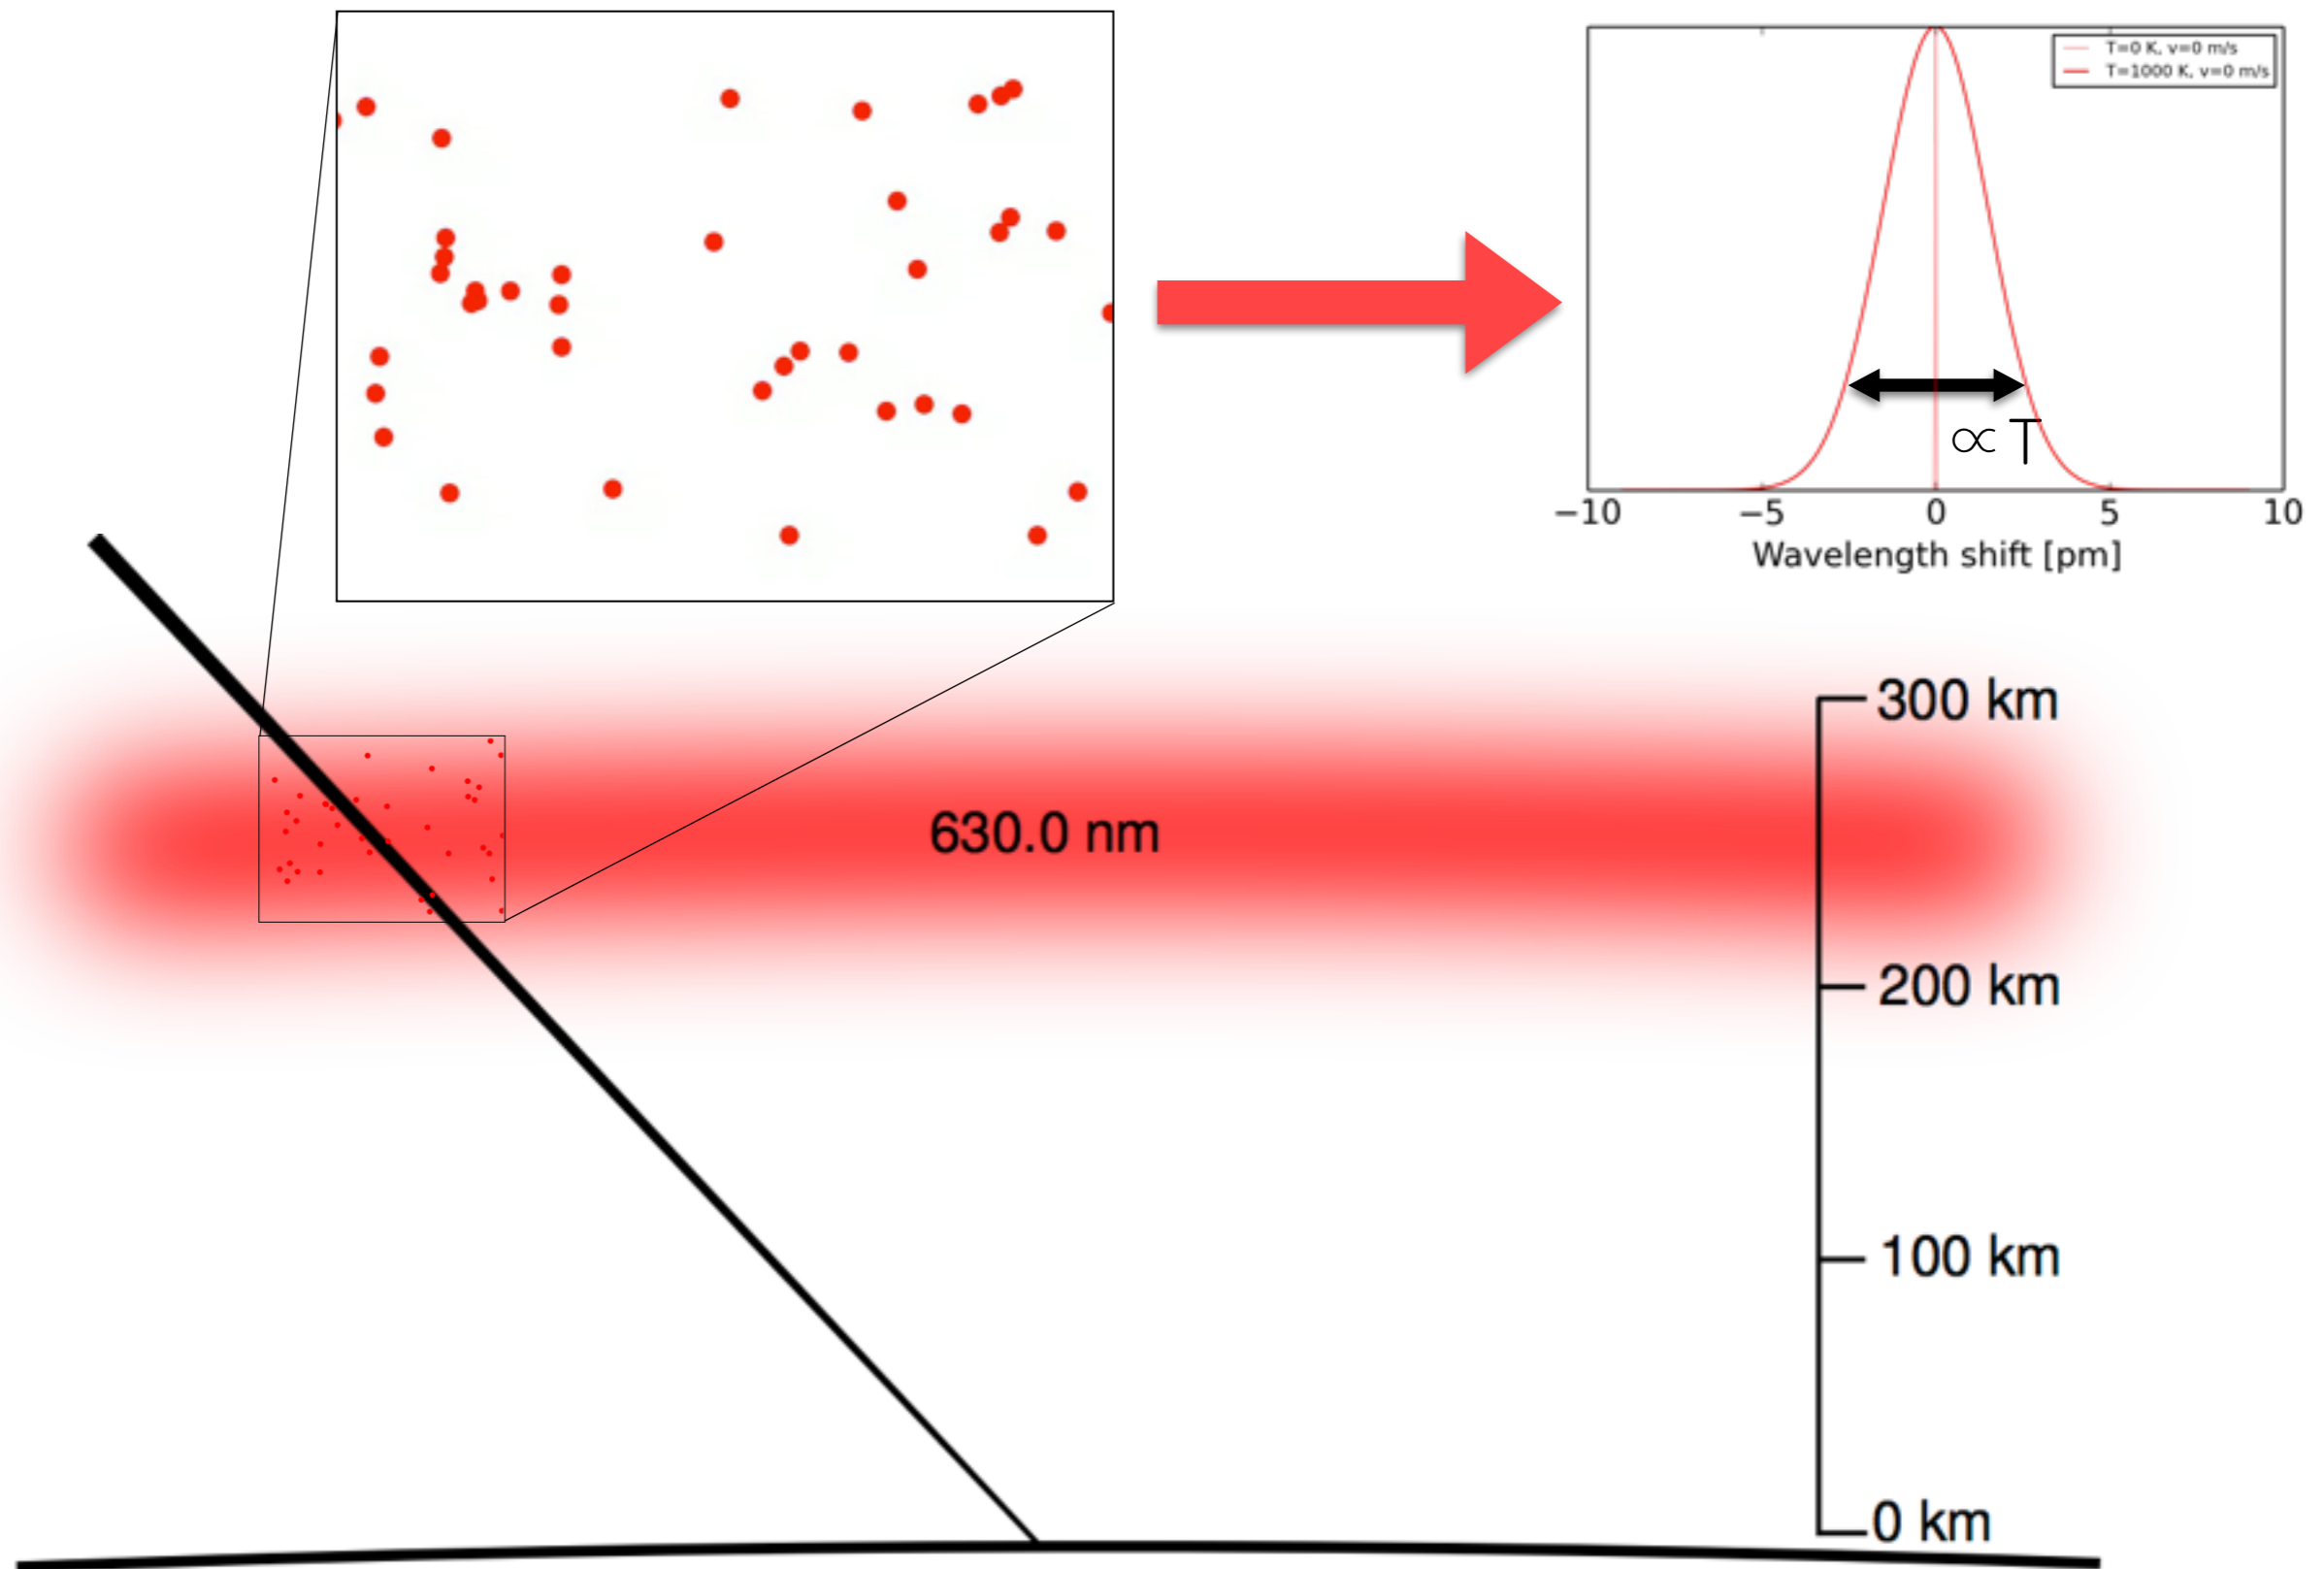 T=0 K, v=0 m/s
T=1000 K, v=0 m/s
∝ T
−10 −5 0 5 10
Wavelength shift [pm]
300 km
630.0 nm
200 km
100 km
0 km